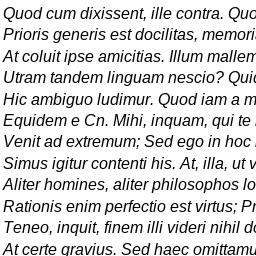 Quod cum dixissent, ille contra. Quo
Prioris generis est docilitas, memori
At coluit ipse amicitias. Illum mallem
Utram tandem linguam nescio? Quid
Hic ambiguo ludimur. Quod iam a m
Equidem e Cn. Mihi, inquam, qui te
Venit ad extremum; Sed ego in hoc
Simus igitur contenti his. At, illa, ut v
Aliter homines, aliter philosophos lo
Rationis enim perfectio est virtus; Pr
Teneo, inquit, finem illi videri nihil do
At certe gravius. Sed haec omittamu